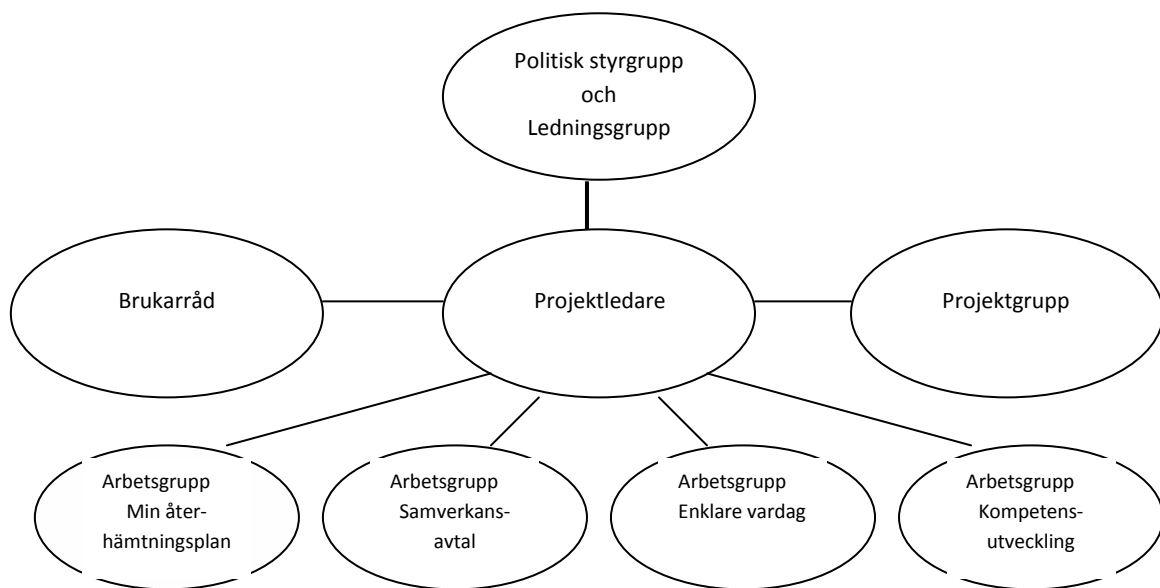 Politisk styrgrupp
och
Ledningsgrupp
Brukarråd
Projektledare
Projektgrupp
Arbetsgrupp
Min åter-
hämtningsplan
Arbetsgrupp
Samverkans-
avtal
Arbetsgrupp
Enklare vardag
Arbetsgrupp
Kompetens-
utveckling